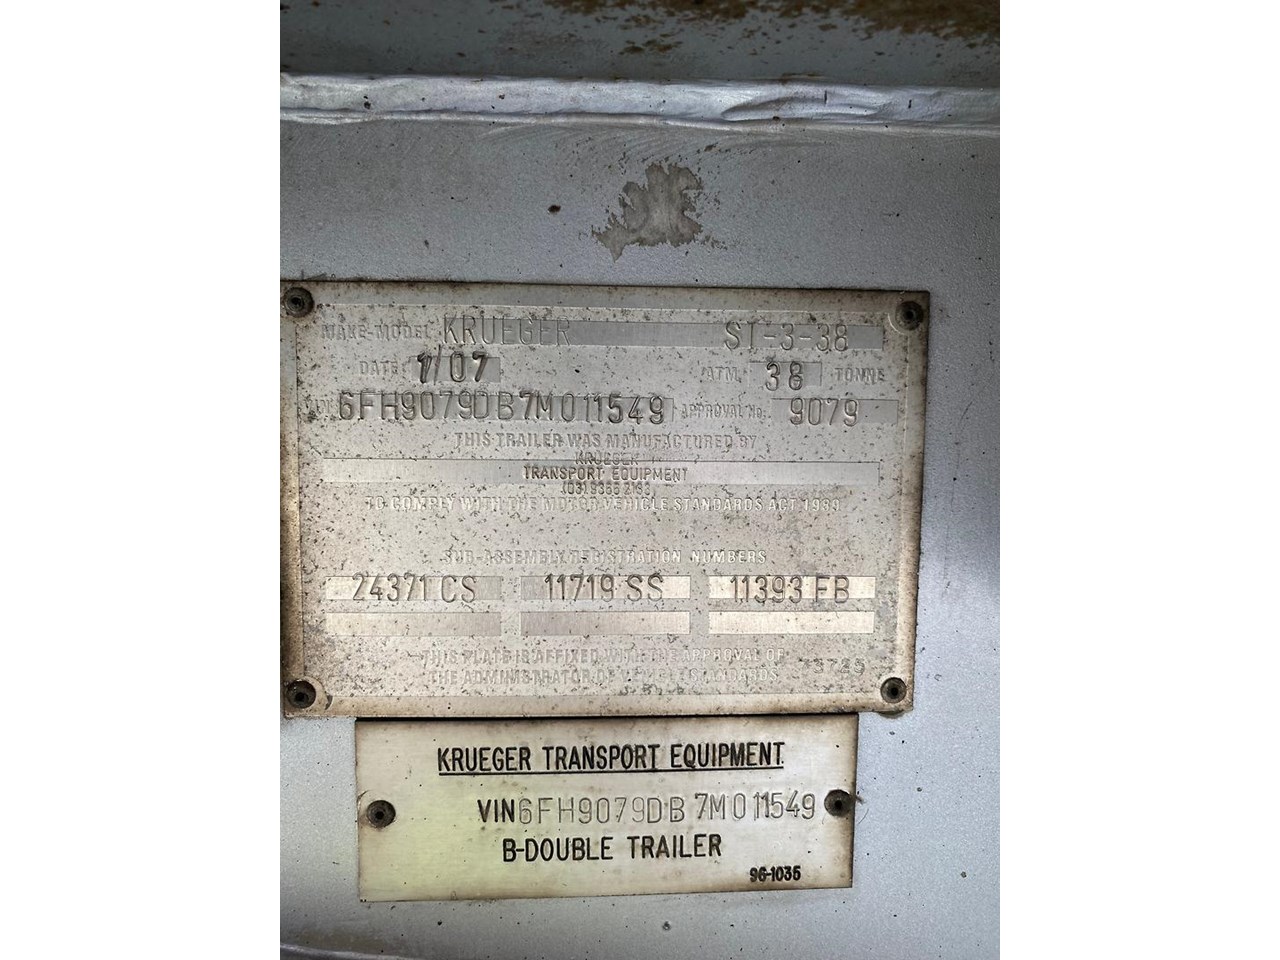 MAKE-MODEL KRUEGER ST-3-38
DATE 1/07 ATM 38 TONNE
6FH9079DB7M011549 APPROVAL No. 9079
THIS TRAILER WAS MANUFACTURED BY
KRUEGER
TRANSPORT EQUIPMENT
TO COMPLY WITH THE MOTOR VEHICLE STANDARDS ACT 1989
SUB-ASSEMBLY REGISTRATION NUMBERS
24371 CS 11719 SS 11393 FB
THIS PLATE IS AFFIXED WITH THE APPROVAL OF
THE ADMINISTRATOR OF VEHICLE STANDARDS
KRUEGER TRANSPORT EQUIPMENT.
VIN6FH9079DB7M011549
B-DOUBLE TRAILER
96-1035